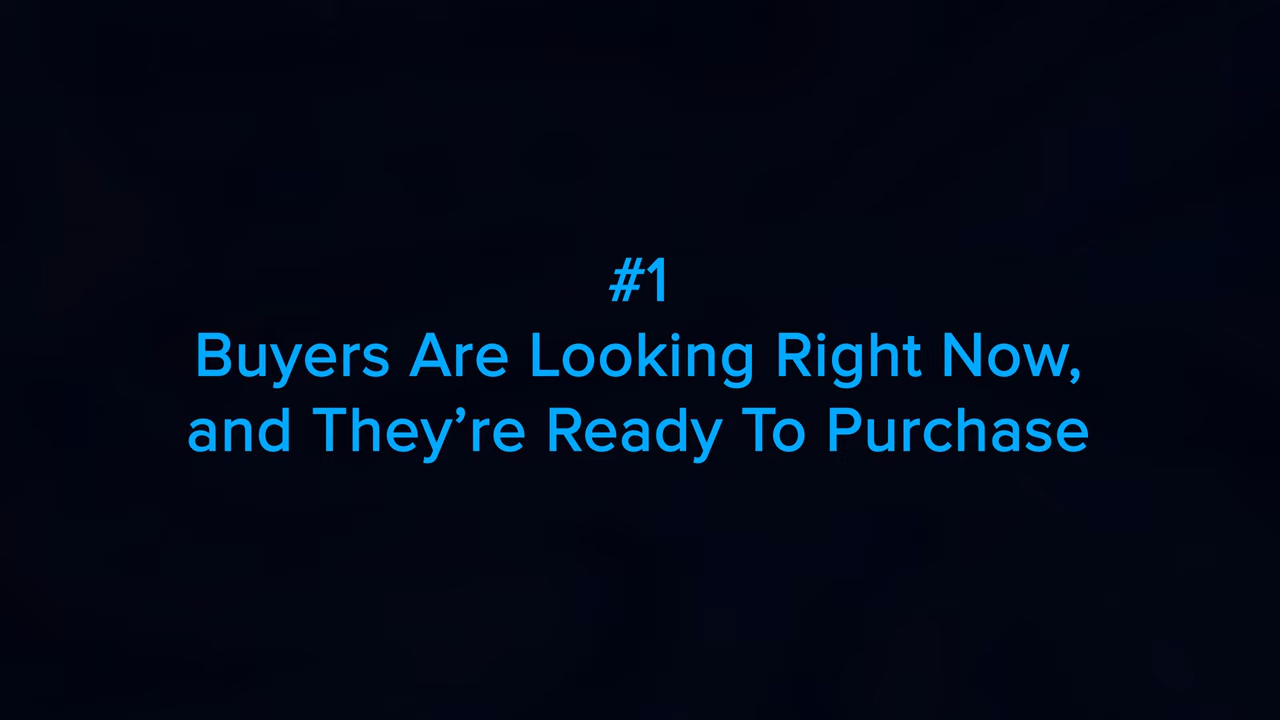 #1
Buyers Are Looking Right Now,
and They’re Ready To Purchase